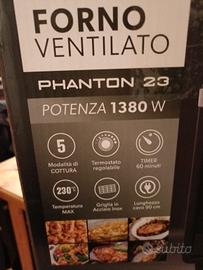 FORNO
VENTILATO
PHANTON 23
POTENZA 1380 W
5
Modalità di
COTTURA
Termostato
regolabile
TIMER
60 minuti
230°C
Temperatura
MAX
Griglia in
Acciaio Inox
Lunghezza
cavo 90 cm
subito